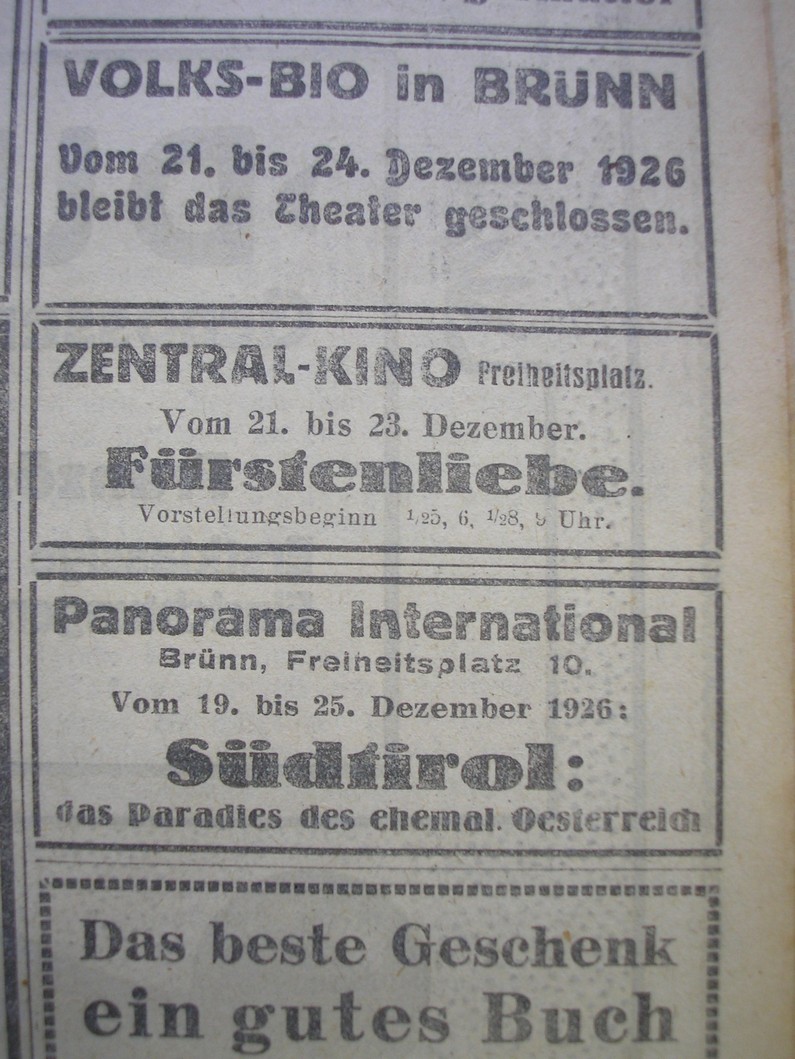 VOLKS-BIO in BRÜNN
Vom 21. bis 24. Dezember 1926
bleibt das Theater geschlossen.
ZENTRAL-KINO Freiheitsplatz.
Vom 21. bis 23. Dezember.
Fürstenliebe.
Vorstellungsbeginn 1/25, 6, 1/28, 9 Uhr.
Panorama International
Brünn, Freiheitsplatz 10.
Vom 19. bis 25. Dezember 1926:
Südtirol:
das Paradies des ehemal. Oesterreich
Das beste Geschenk
ein gutes Buch